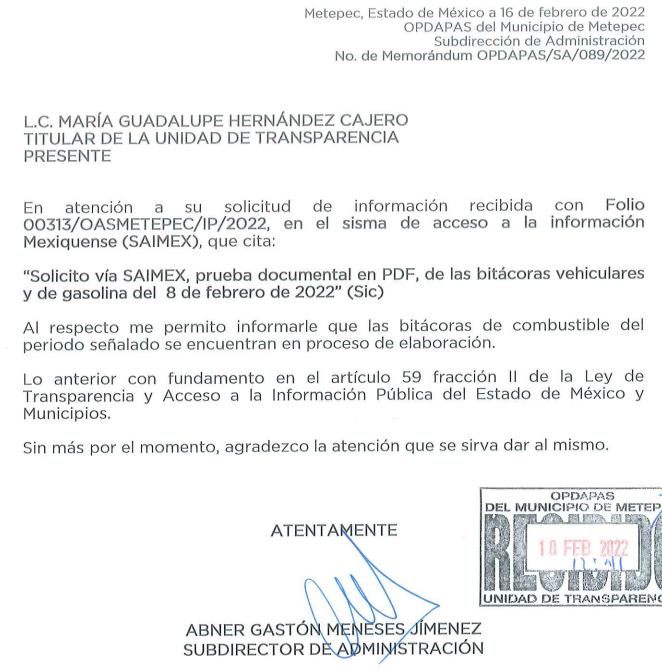 Metepec, Estado de México a 16 de febrero de 2022
OPDAPAS del Municipio de Metepec
Subdirección de Administración
No. de Memorándum OPDAPAS/SA/089/2022
L.C. MARÍA GUADALUPE HERNÁNDEZ CAJERO
TITULAR DE LA UNIDAD DE TRANSPARENCIA
PRESENTE
En atención a su solicitud de información recibida con Folio
00313/OASMETEPEC/IP/2022, en el sisma de acceso a la información
Mexiquense (SAIMEX), que cita:
“Solicito vía SAIMEX, prueba documental en PDF, de las bitácoras vehiculares
y de gasolina del 8 de febrero de 2022” (Sic)
Al respecto me permito informarle que las bitácoras de combustible del
periodo señalado se encuentran en proceso de elaboración.
Lo anterior con fundamento en el artículo 59 fracción II de la Ley de
Transparencia y Acceso a la Información Pública del Estado de México y
Municipios.
Sin más por el momento, agradezco la atención que se sirva dar al mismo.
OPDAPAS
DEL MUNICIPIO DE METEP
RECIBIDO
18 FEB 2022
UNIDAD DE TRANSPARENC
ATENTAMENTE
ABNER GASTÓN MENESES JÍMENEZ
SUBDIRECTOR DE ADMINISTRACIÓN